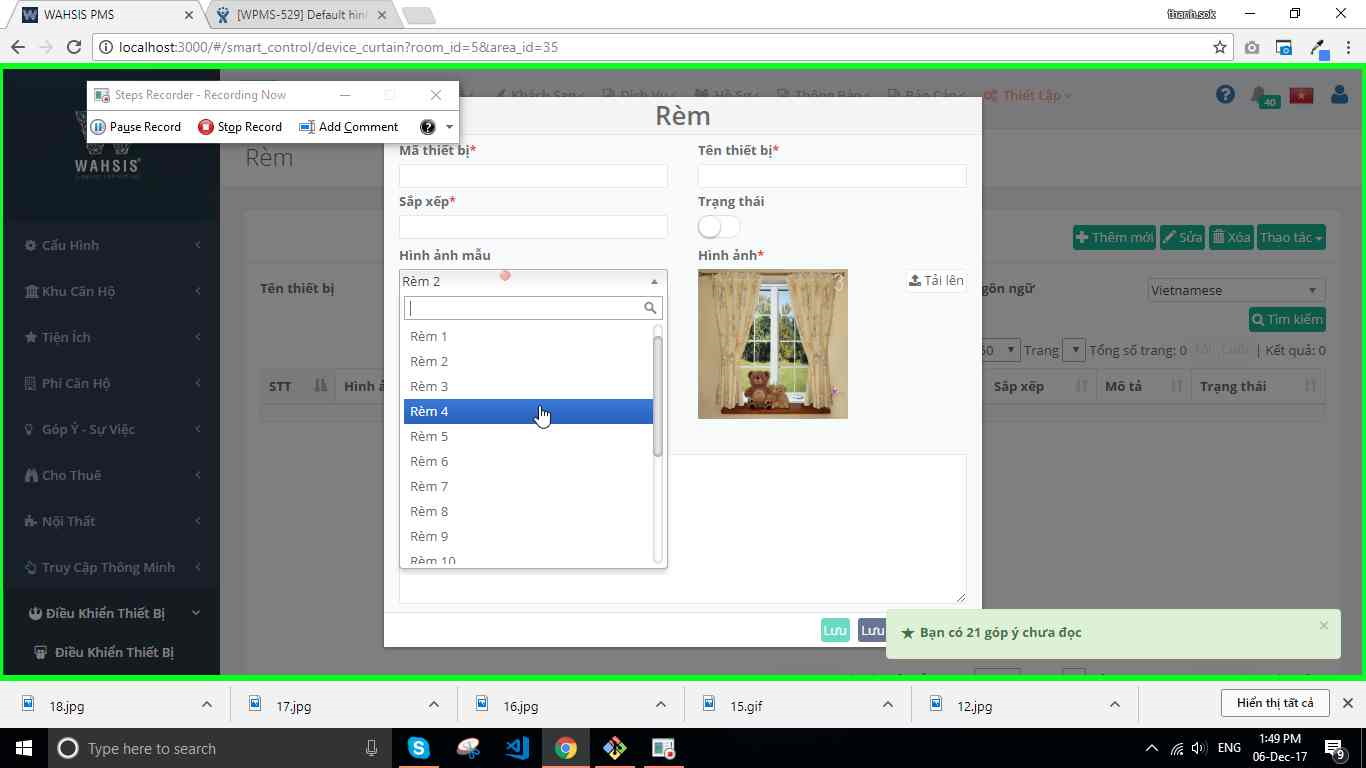 WAHSIS PMS
[WPMS-529] Default hìn
thanh.sok
localhost:3000/#/smart_control/device_curtain?room_id=5&area_id=35
Steps Recorder - Recording Now
Pause Record Stop Record Add Comment
WAHSIS
Khách Sạn Dịch Vụ Hồ Sơ Thông Báo Báo Cáo Thiết Lập
40
Rèm
Rèm
Mã thiết bị* Tên thiết bị*
Sắp xếp* Trạng thái
Hình ảnh mẫu Hình ảnh*
Rèm 2
Tải lên
Rèm 1
Rèm 2
Rèm 3
Rèm 4
Rèm 5
Rèm 6
Rèm 7
Rèm 8
Rèm 9
Rèm 10
Thêm mới Sửa Xóa Thao tác
Tên thiết bị
gôn ngữ Vietnamese
Tìm kiếm
Trang Tổng số trang: 0 Tới Cuối | Kết quả: 0
STT Hình ả Sắp xếp Mô tả Trạng thái
Cấu Hình
Khu Căn Hộ
Tiện Ích
Phí Căn Hộ
Góp Ý - Sự Việc
Cho Thuê
Nội Thất
Truy Cập Thông Minh
Điều Khiển Thiết Bị
Điều Khiển Thiết Bị
Lưu Lưu
Bạn có 21 góp ý chưa đọc
18.jpg 17.jpg 16.jpg 15.gif 12.jpg Hiển thị tất cả
Type here to search
ENG
1:49 PM
06-Dec-17
9